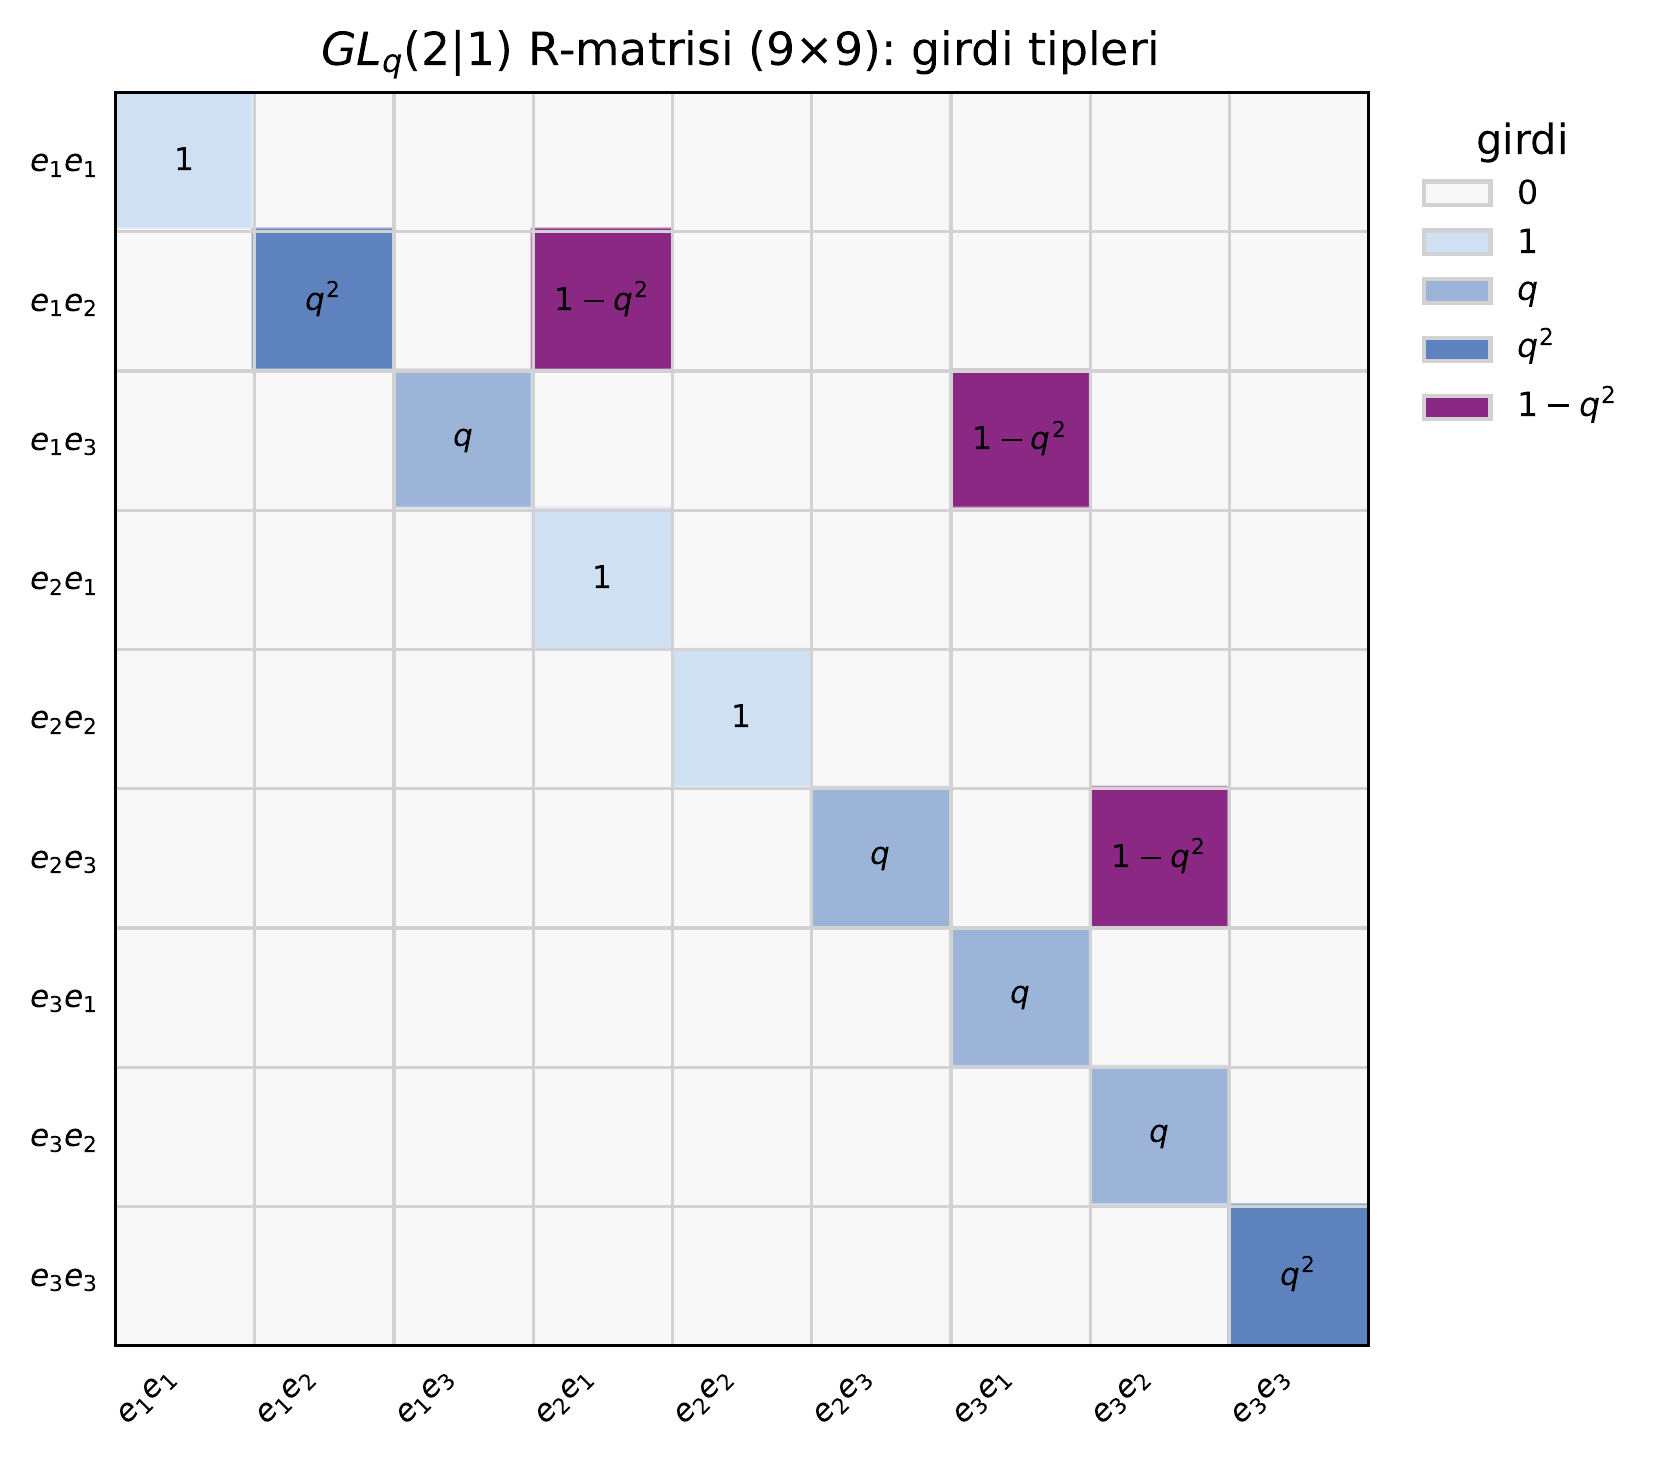 GL_q(2|1) R-matrisi (9×9): girdi tipleri
girdi
0
1
q
q²
1 − q²
e₁e₁ 1
e₁e₂ q² 1 − q²
e₁e₃ q 1 − q²
e₂e₁ 1
e₂e₂ 1
e₂e₃ q 1 − q²
e₃e₁ q
e₃e₂ q
e₃e₃ q²
e₁e₁ e₁e₂ e₁e₃ e₂e₁ e₂e₂ e₂e₃ e₃e₁ e₃e₂ e₃e₃